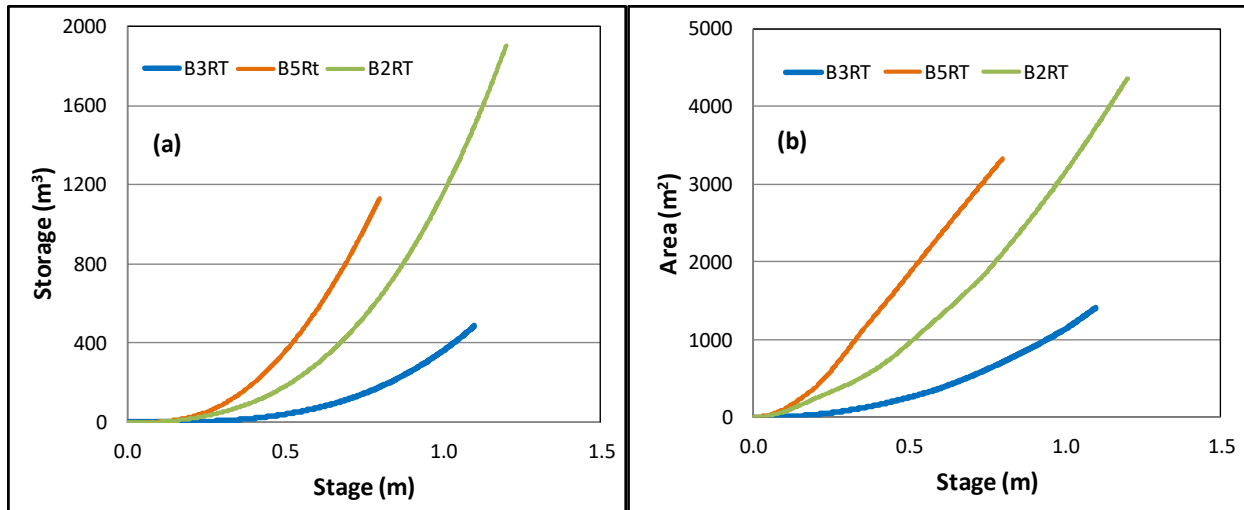 2000
1600
1200
800
400
0
Storage (m³)
B3RT B5Rt B2RT
(a)
0.0 0.5 1.0 1.5
Stage (m)
5000
4000
3000
2000
1000
0
Area (m²)
B3RT B5RT B2RT
(b)
0.0 0.5 1.0 1.5
Stage (m)